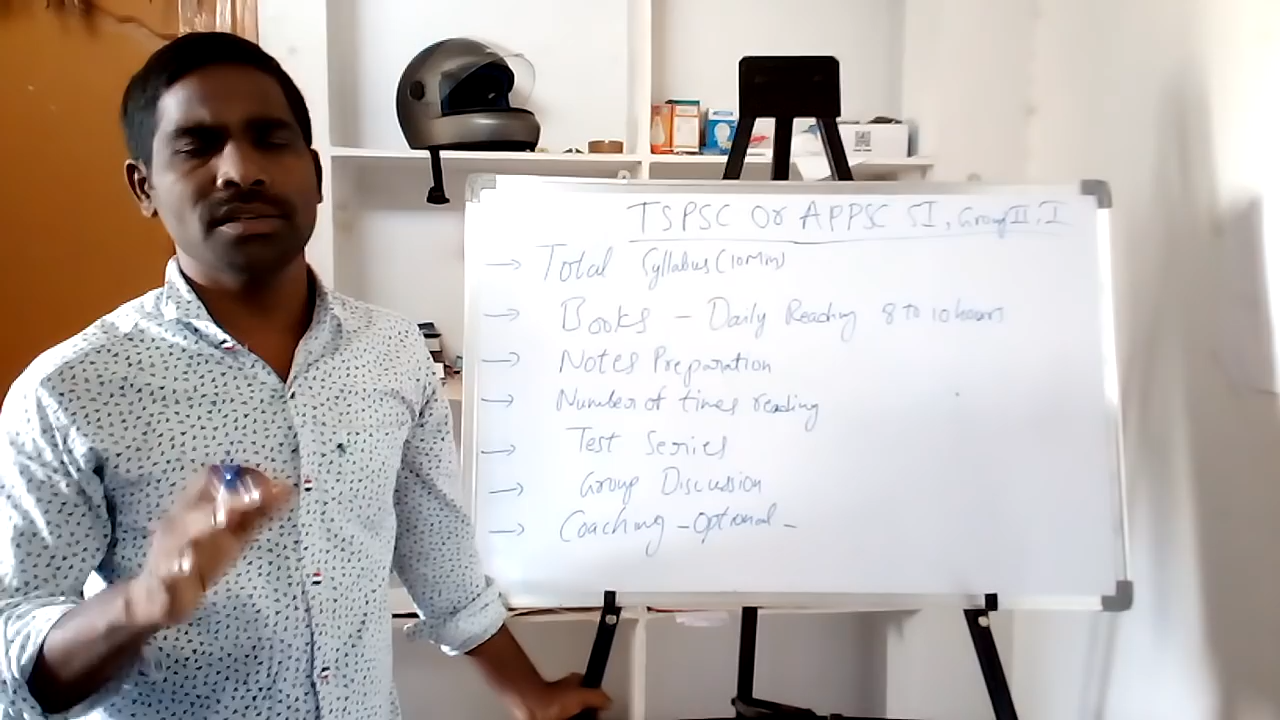 TSPSC Or APPSC SI, Group II, I
→ Total Syllabus (10Min)
→ Books - Daily Reading 8 to 10 hours
→ Notes Preparation
→ Number of times reading
→ Test Series
→ Group Discussion
→ Coaching - Optional -